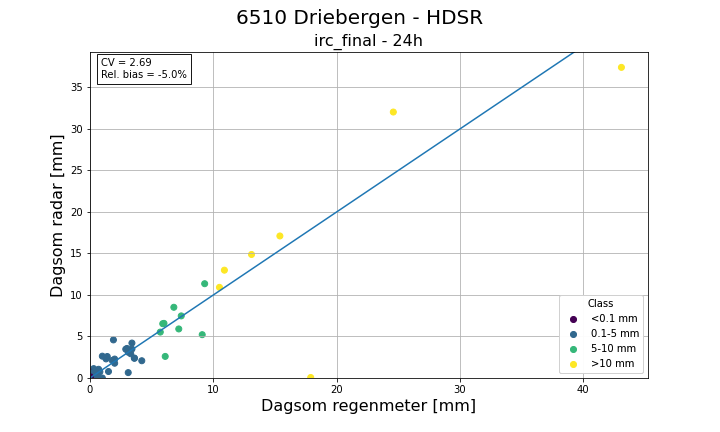 6510 Driebergen - HDSR
irc_final - 24h
CV = 2.69
Rel. bias = -5.0%
Dagsom radar [mm]
35
30
25
20
15
10
5
0
0 10 20 30 40
Dagsom regenmeter [mm]
Class
<0.1 mm
0.1-5 mm
5-10 mm
>10 mm